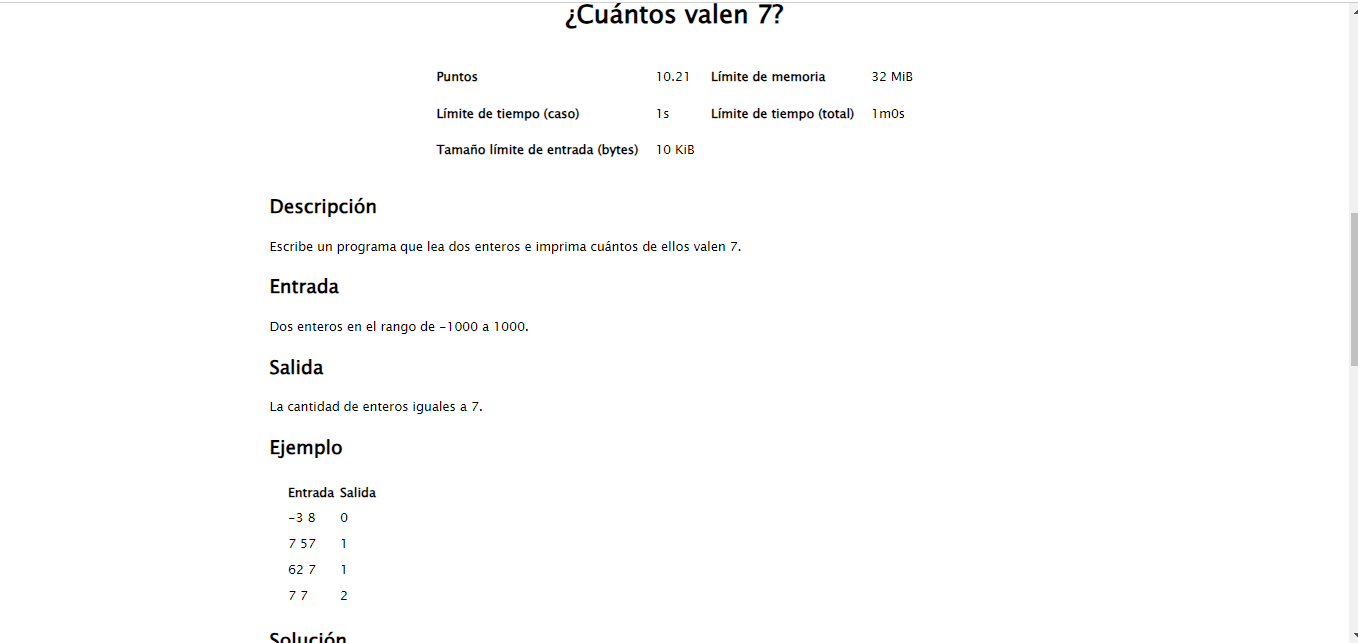 ¿Cuántos valen 7?
Puntos 10.21 Límite de memoria 32 MiB
Límite de tiempo (caso) 1s Límite de tiempo (total) 1m0s
Tamaño límite de entrada (bytes) 10 KiB
Descripción
Escribe un programa que lea dos enteros e imprima cuántos de ellos valen 7.
Entrada
Dos enteros en el rango de -1000 a 1000.
Salida
La cantidad de enteros iguales a 7.
Ejemplo
Entrada Salida
-3 8 0
7 57 1
62 7 1
7 7 2
Solución